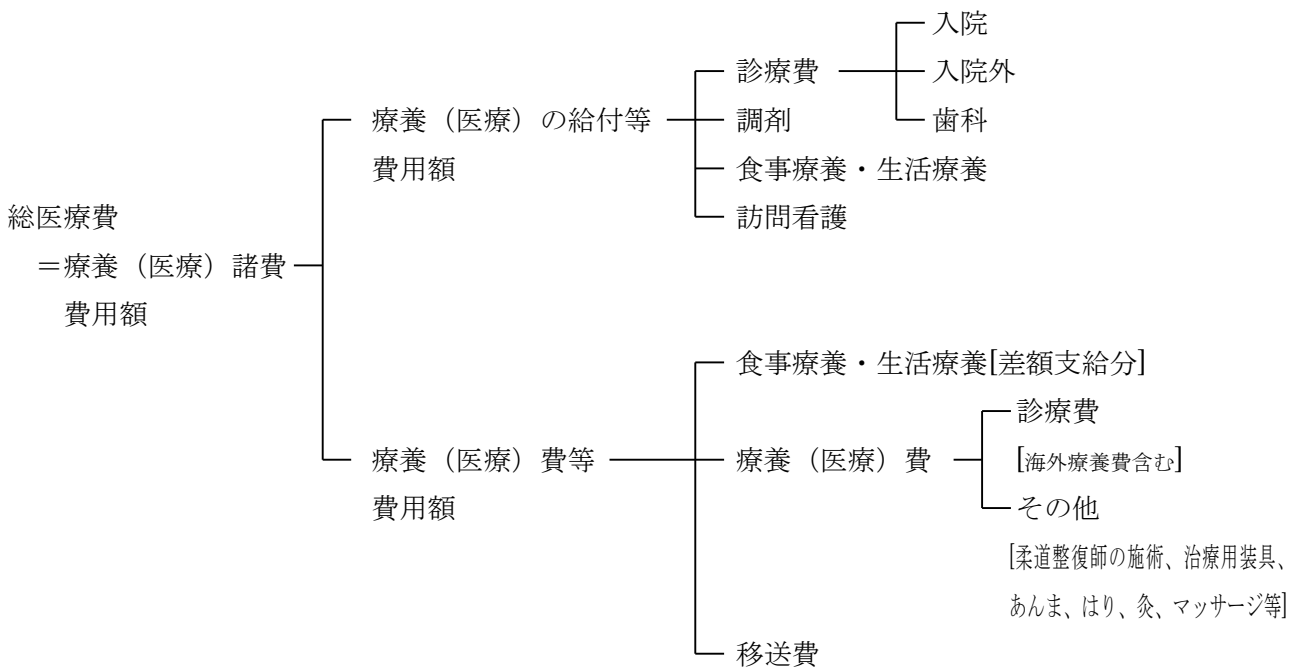 入院
診療費
入院外
療養（医療）の給付等
調剤
歯科
費用額
食事療養・生活療養
訪問看護
総医療費
＝療養（医療）諸費
費用額
食事療養・生活療養[差額支給分]
診療費
療養（医療）費等
療養（医療）費
[海外療養費含む]
費用額
その他
[柔道整復師の施術、治療用装具、
あんま、はり、灸、マッサージ等]
移送費